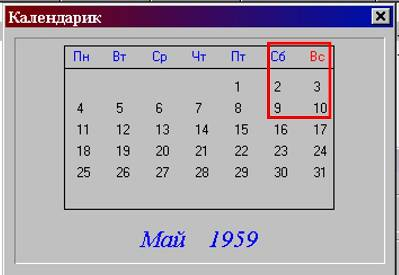 Календарик
Пн Вт Ср Чт Пт Сб Вс
1 2 3
4 5 6 7 8 9 10
11 12 13 14 15 16 17
18 19 20 21 22 23 24
25 26 27 28 29 30 31
Май 1959